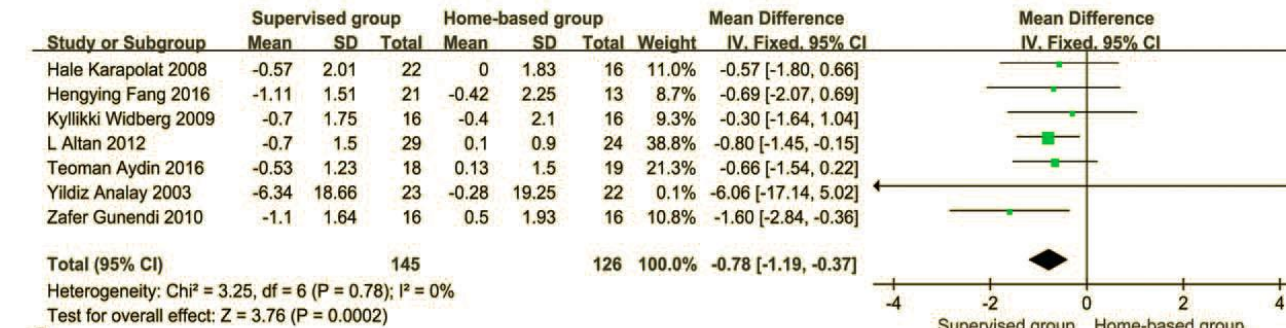 Supervised group Home-based group Mean Difference Mean Difference
Study or Subgroup Mean SD Total Mean SD Total Weight IV, Fixed, 95% CI IV, Fixed, 95% CI
Hale Karapolat 2008 -0.57 2.01 22 0 1.83 16 11.0% -0.57 [-1.80, 0.66]
Hengying Fang 2016 -1.11 1.51 21 -0.42 2.25 13 8.7% -0.69 [-2.07, 0.69]
Kyllikki Widberg 2009 -0.7 1.75 16 -0.4 2.1 16 9.3% -0.30 [-1.64, 1.04]
L Altan 2012 -0.7 1.5 29 0.1 0.9 24 38.8% -0.80 [-1.45, -0.15]
Teoman Aydin 2016 -0.53 1.23 18 0.13 1.5 19 21.3% -0.66 [-1.54, 0.22]
Yildiz Analay 2003 -6.34 18.66 23 -0.28 19.25 22 0.1% -6.06 [-17.14, 5.02]
Zafer Gunendi 2010 -1.1 1.64 16 0.5 1.93 16 10.8% -1.60 [-2.84, -0.36]
Total (95% CI) 145 126 100.0% -0.78 [-1.19, -0.37]
Heterogeneity: Chi² = 3.25, df = 6 (P = 0.78); I² = 0%
-4 -2 0 2 4
Test for overall effect: Z = 3.76 (P = 0.0002)
Supervised group Home-based group